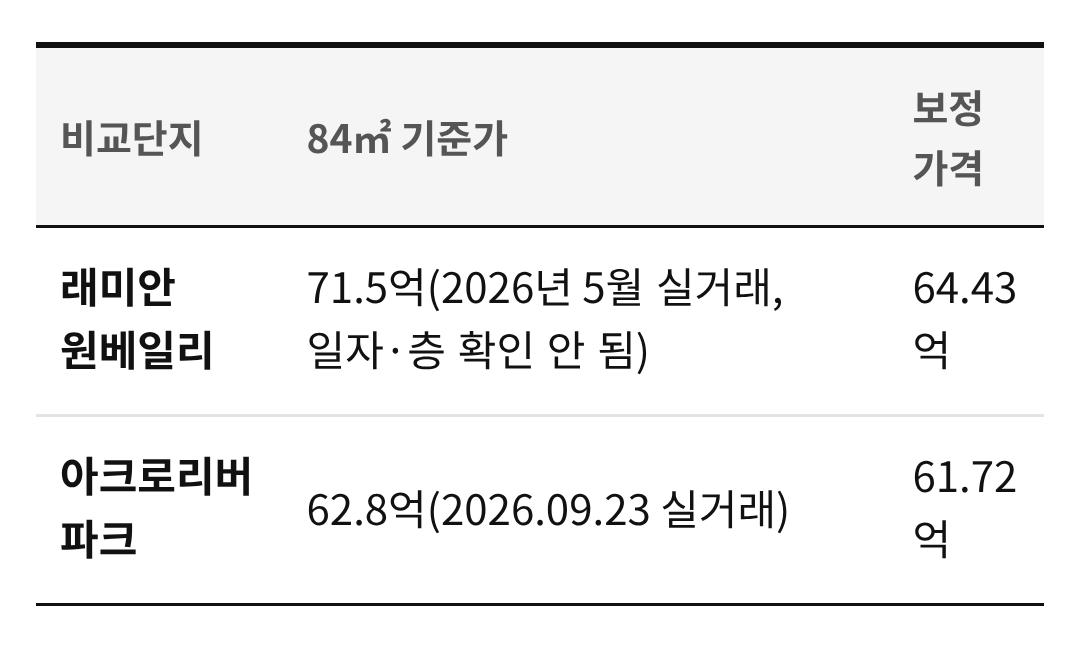 비교단지 84㎡ 기준가 보정
가격
래미안 71.5억(2026년 5월 실거래, 64.43
원베일리 일자·층 확인 안 됨) 억
아크로리버 62.8억(2026.09.23 실거래) 61.72
파크 억